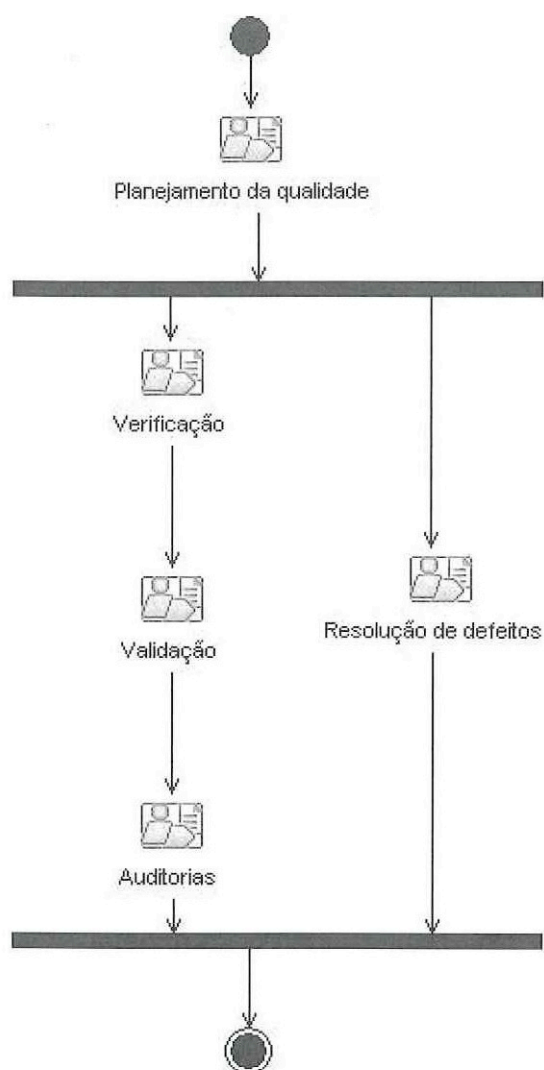 Planejamento da qualidade
Verificação
Validação
Resolução de defeitos
Auditorias